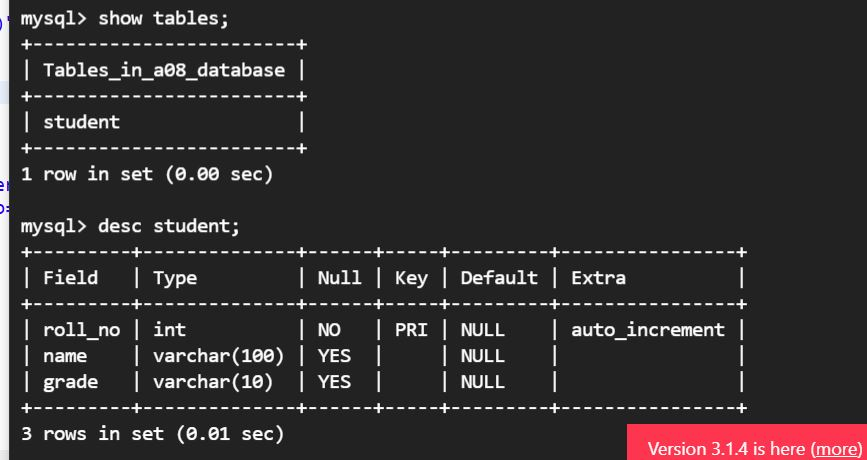 mysql> show tables;
+------------------------+
| Tables_in_a08_database |
+------------------------+
| student                |
+------------------------+
1 row in set (0.00 sec)
mysql> desc student;
+---------+--------------+------+-----+---------+----------------+
| Field   | Type         | Null | Key | Default | Extra          |
+---------+--------------+------+-----+---------+----------------+
| roll_no | int          | NO   | PRI | NULL    | auto_increment |
| name    | varchar(100) | YES  |     | NULL    |                |
| grade   | varchar(10)  | YES  |     | NULL    |                |
+---------+--------------+------+-----+---------+----------------+
3 rows in set (0.01 sec)
Version 3.1.4 is here (more)